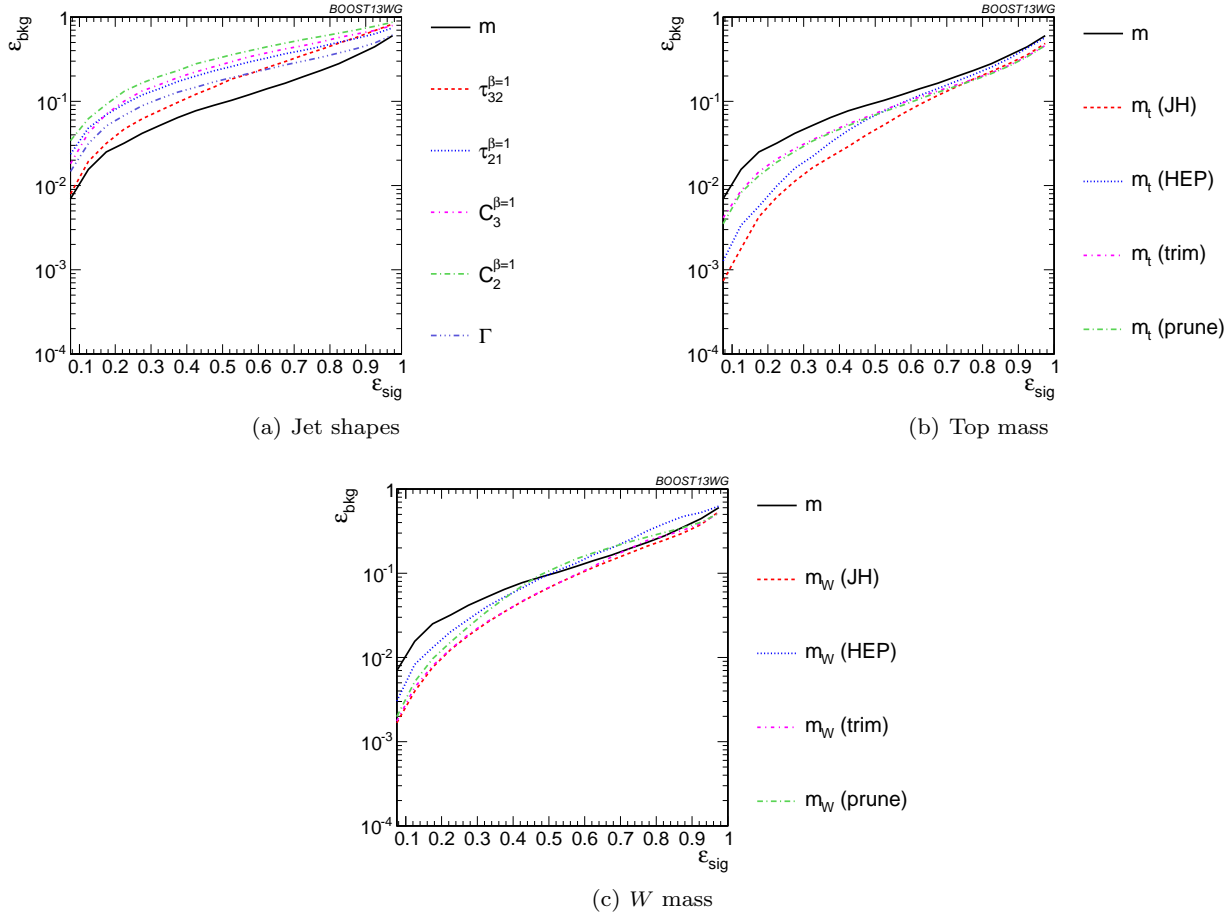 BOOST13WG
ε_bkg
1
10⁻¹
10⁻²
10⁻³
10⁻⁴
0.1 0.2 0.3 0.4 0.5 0.6 0.7 0.8 0.9 1
ε_sig
m
τ₃₂^β=1
τ₂₁^β=1
C₃^β=1
C₂^β=1
Γ
(a) Jet shapes
BOOST13WG
ε_bkg
1
10⁻¹
10⁻²
10⁻³
10⁻⁴
0.1 0.2 0.3 0.4 0.5 0.6 0.7 0.8 0.9 1
ε_sig
m
m_t (JH)
m_t (HEP)
m_t (trim)
m_t (prune)
(b) Top mass
BOOST13WG
ε_bkg
1
10⁻¹
10⁻²
10⁻³
10⁻⁴
0.1 0.2 0.3 0.4 0.5 0.6 0.7 0.8 0.9 1
ε_sig
m
m_W (JH)
m_W (HEP)
m_W (trim)
m_W (prune)
(c) W mass